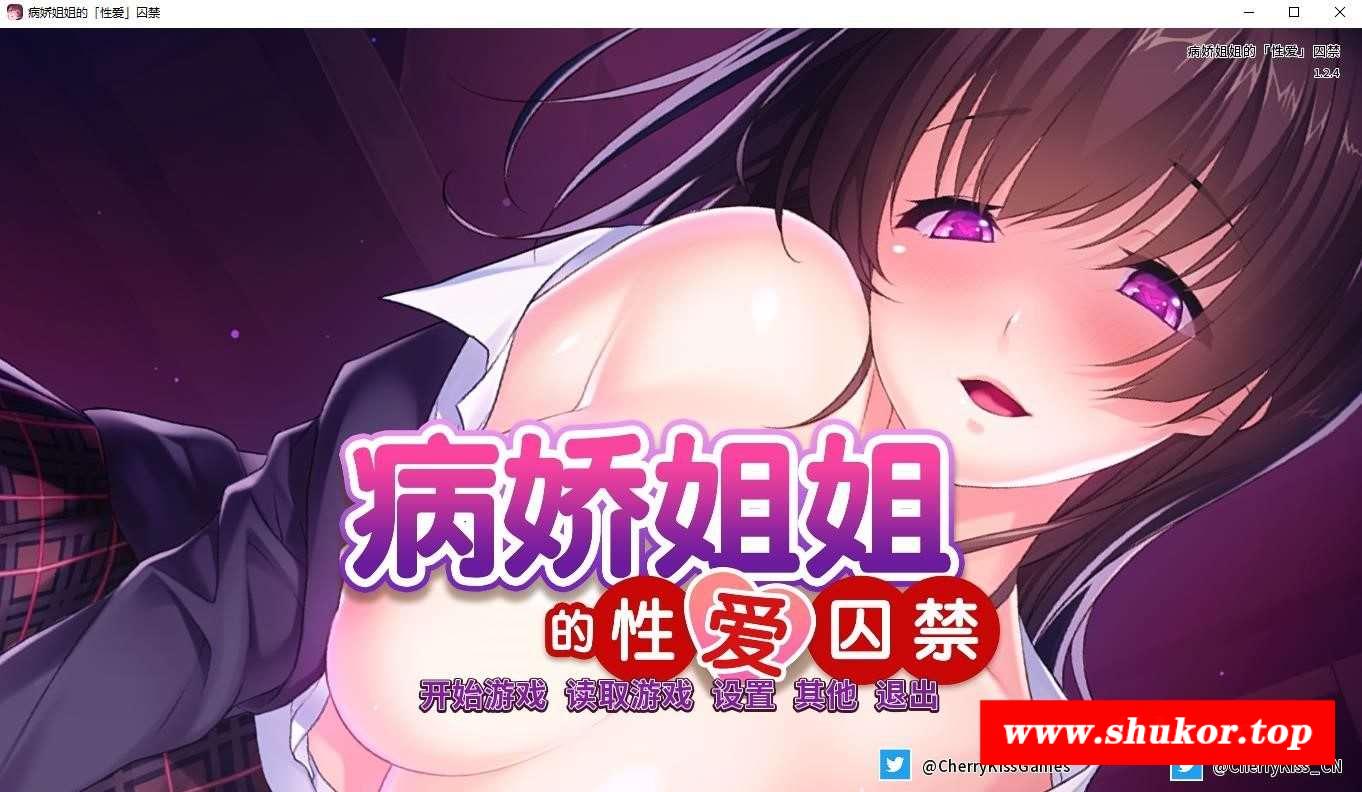 病娇姐姐的「性爱」囚禁
病娇姐姐的「性爱」囚禁
1.2.4
病娇姐姐
的性爱囚禁
开始游戏 读取游戏 设置 其他 退出
www.shukor.top
@CherryKissGames @CherryKiss_CN